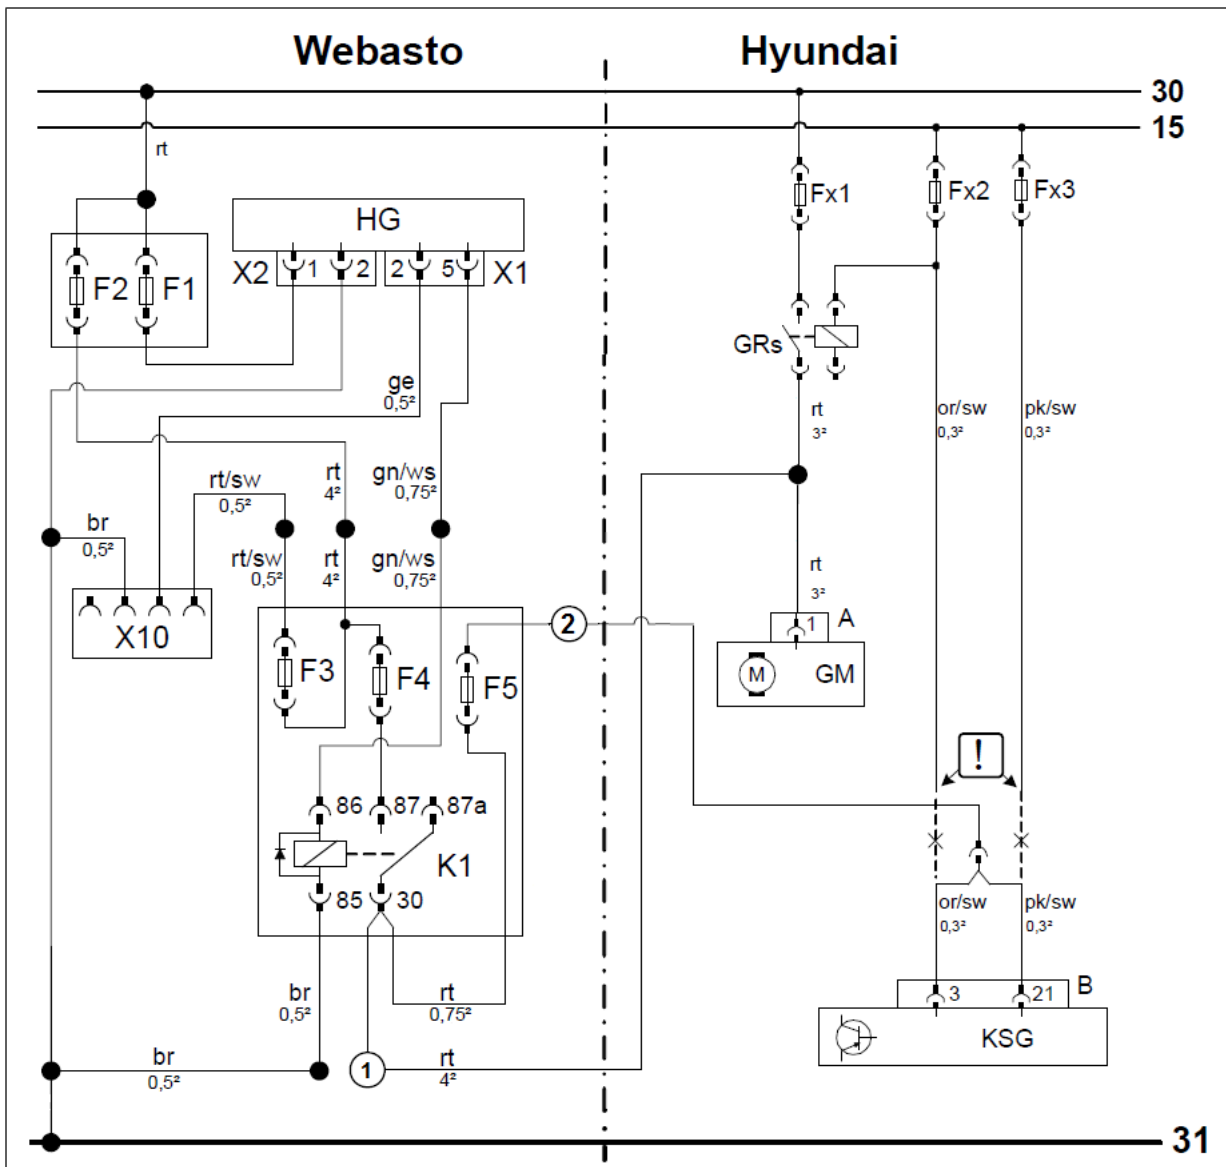 Webasto
Hyundai
30
15
rt
HG
Fx1
Fx2
Fx3
F2
F1
X2
1
2
2
5
X1
GRs
ge
0,5²
rt
3²
or/sw
0,3²
pk/sw
0,3²
rt/sw
0,5²
rt
4²
gn/ws
0,75²
br
0,5²
rt/sw
0,5²
rt
4²
gn/ws
0,75²
rt
3²
X10
2
1
A
F3
F4
F5
M
GM
!
86
87
87a
K1
85
30
or/sw
0,3²
pk/sw
0,3²
br
0,5²
rt
0,75²
3
21
B
KSG
br
0,5²
1
rt
4²
31